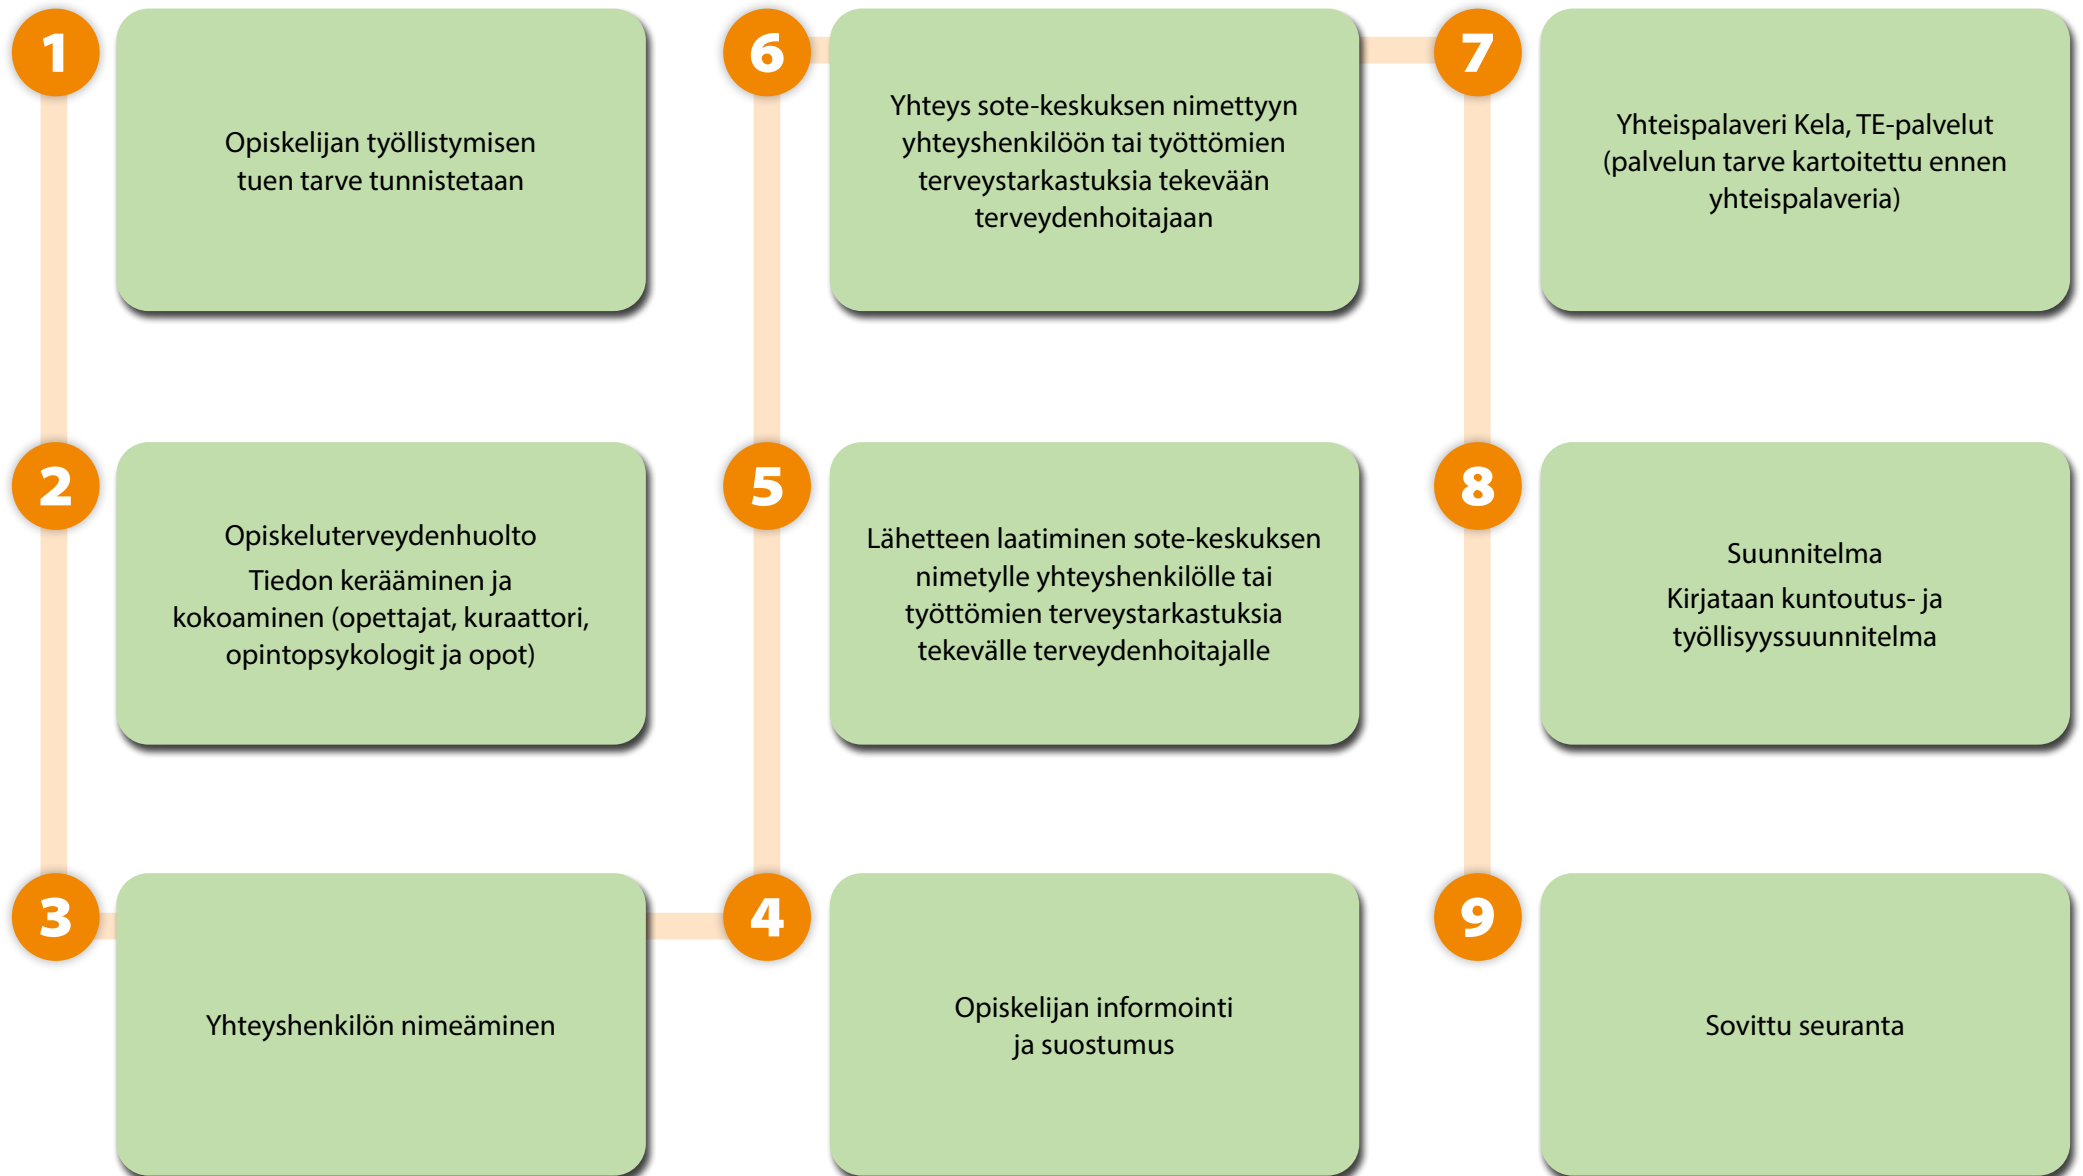 1
Opiskelijan työllistymisen
tuen tarve tunnistetaan
2
Opiskeluterveydenhuolto
Tiedon kerääminen ja
kokoaminen (opettajat, kuraattori,
opintopsykologit ja opot)
3
Yhteyshenkilön nimeäminen
4
Opiskelijan informointi
ja suostumus
5
Lähetteen laatiminen sote-keskuksen
nimetylle yhteyshenkilölle tai
työttömien terveystarkastuksia
tekevälle terveydenhoitajalle
6
Yhteys sote-keskuksen nimettyyn
yhteyshenkilöön tai työttömien
terveystarkastuksia tekevään
terveydenhoitajaan
7
Yhteispalaveri Kela, TE-palvelut
(palvelun tarve kartoitettu ennen
yhteispalaveria)
8
Suunnitelma
Kirjataan kuntoutus- ja
työllisyyssuunnitelma
9
Sovittu seuranta